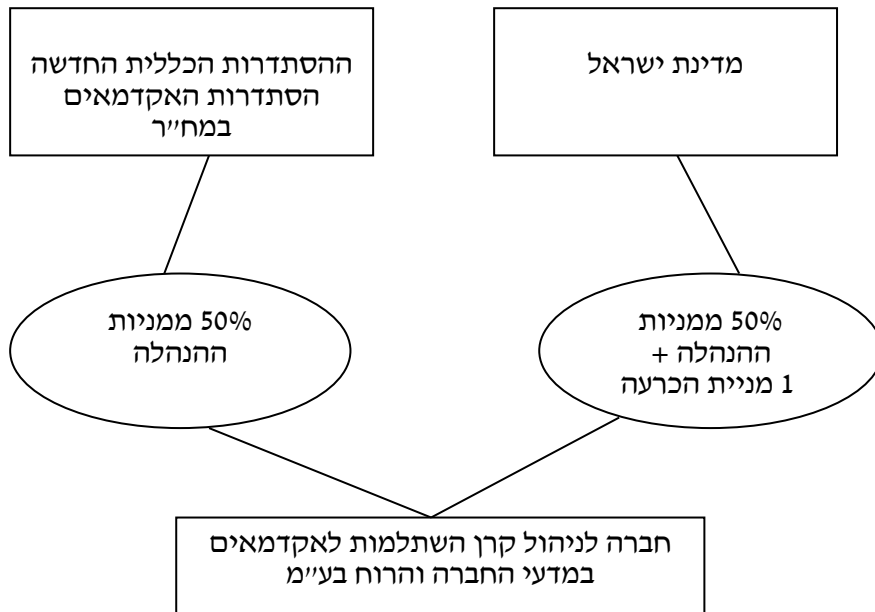 מדינת ישראל
ההסתדרות הכללית החדשה
הסתדרות האקדמאים
במח״ר
50% ממניות
ההנהלה +
1 מניית הכרעה
50% ממניות
ההנהלה
חברה לניהול קרן השתלמות לאקדמאים
במדעי החברה והרוח בע״מ